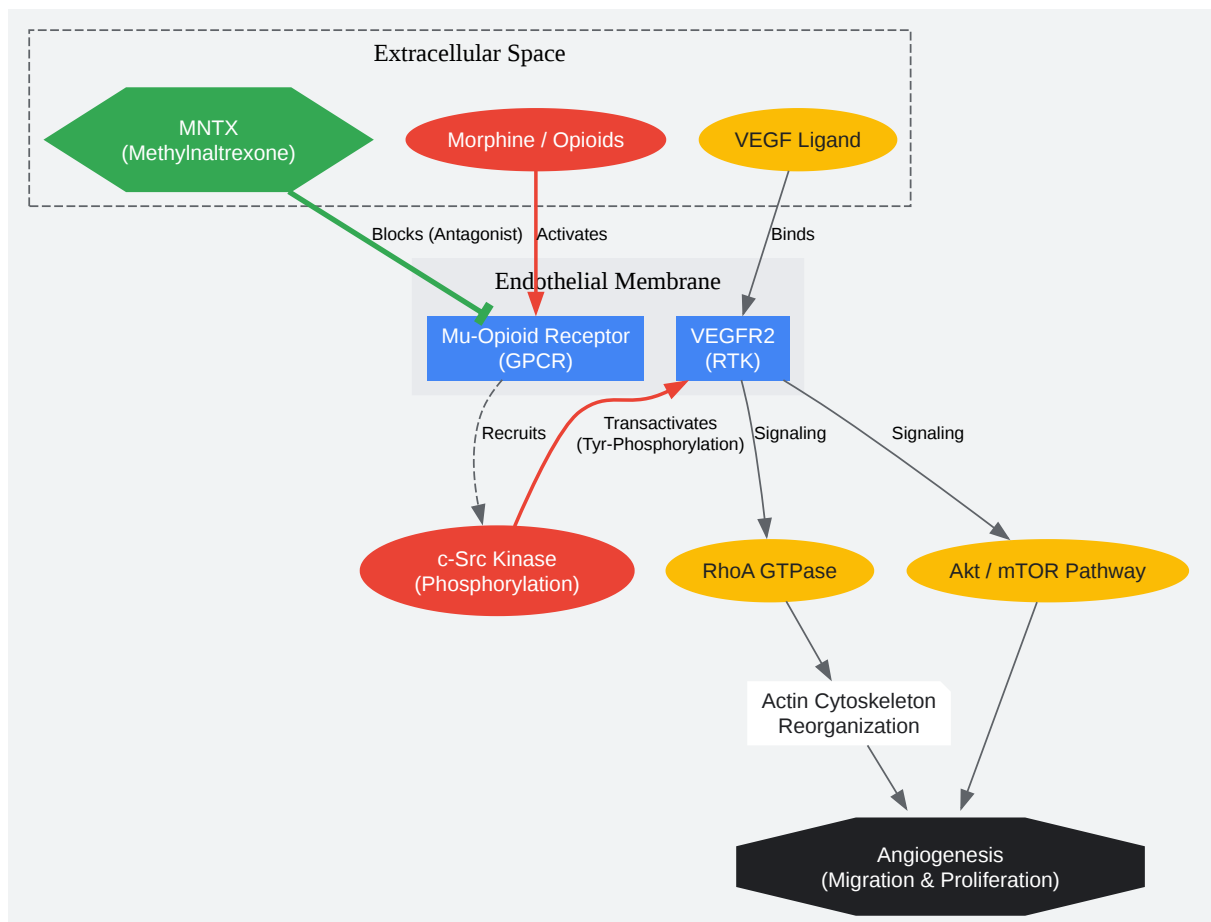 Extracellular Space
MNTX
(Methylnaltrexone)
Morphine / Opioids
VEGF Ligand
Blocks (Antagonist)
Activates
Binds
Endothelial Membrane
Mu-Opioid Receptor
(GPCR)
VEGFR2
(RTK)
Recruits
Transactivates
(Tyr-Phosphorylation)
Signaling
Signaling
c-Src Kinase
(Phosphorylation)
RhoA GTPase
Akt / mTOR Pathway
Actin Cytoskeleton
Reorganization
Angiogenesis
(Migration & Proliferation)